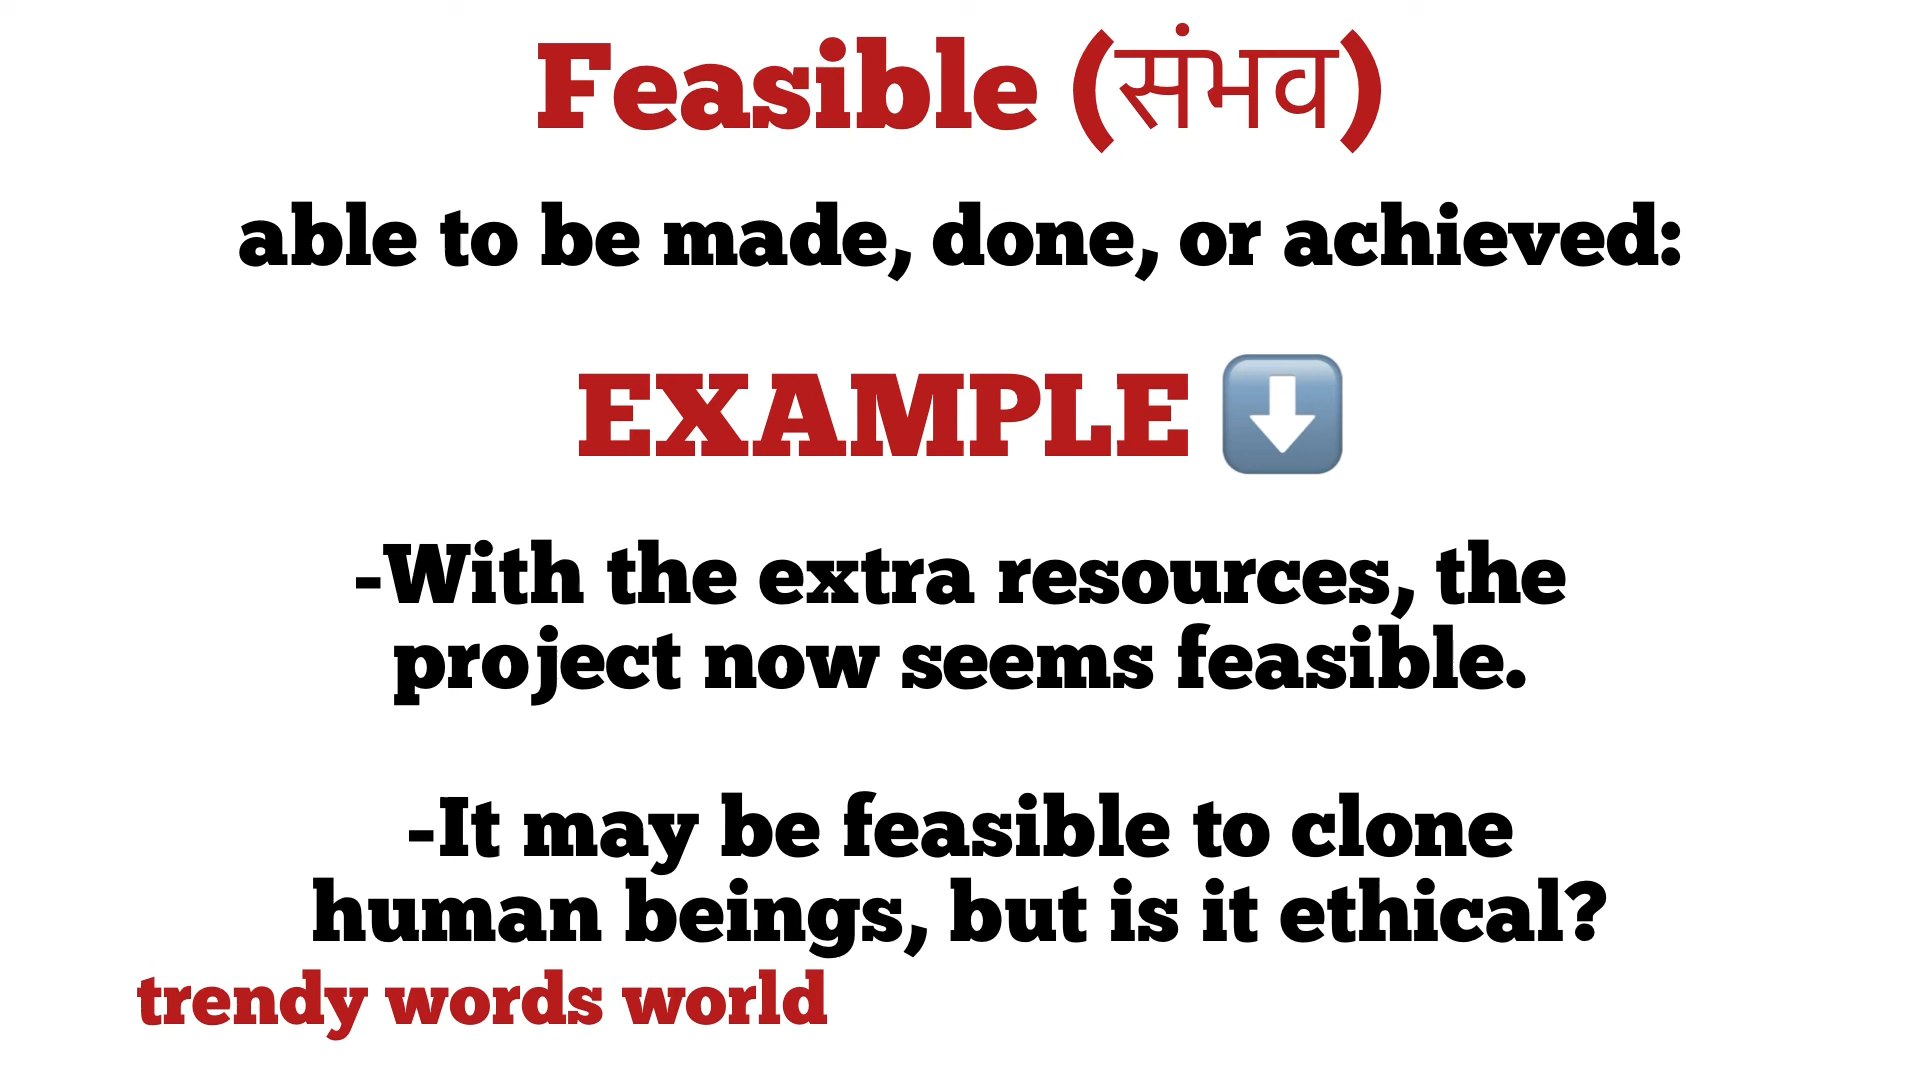 Feasible (संभव)
able to be made, done, or achieved:
EXAMPLE ⬇️
-With the extra resources, the
project now seems feasible.
-It may be feasible to clone
human beings, but is it ethical?
trendy words world